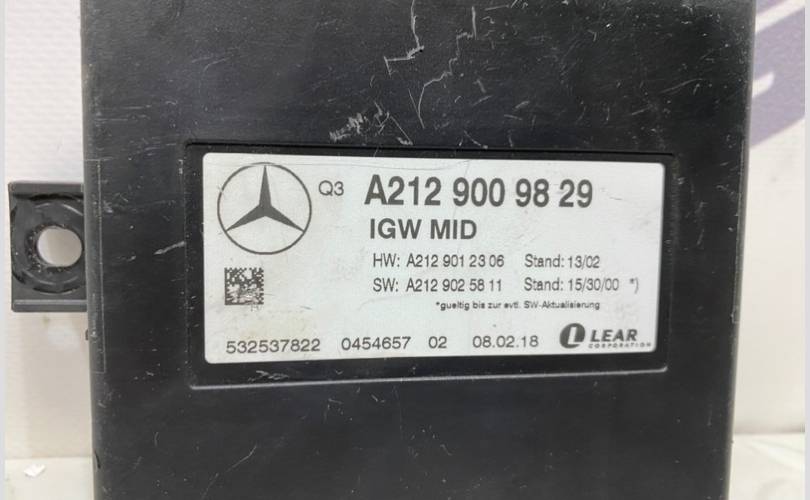 Q3 A212 900 98 29
IGW MID
HW: A212 901 23 06 Stand: 13/02
SW: A212 902 58 11 Stand: 15/30/00 *)
*gueltig bis zur evtl. SW-Aktualisierung
532537822 0454657 02 08.02.18 LEAR
CORPORATION